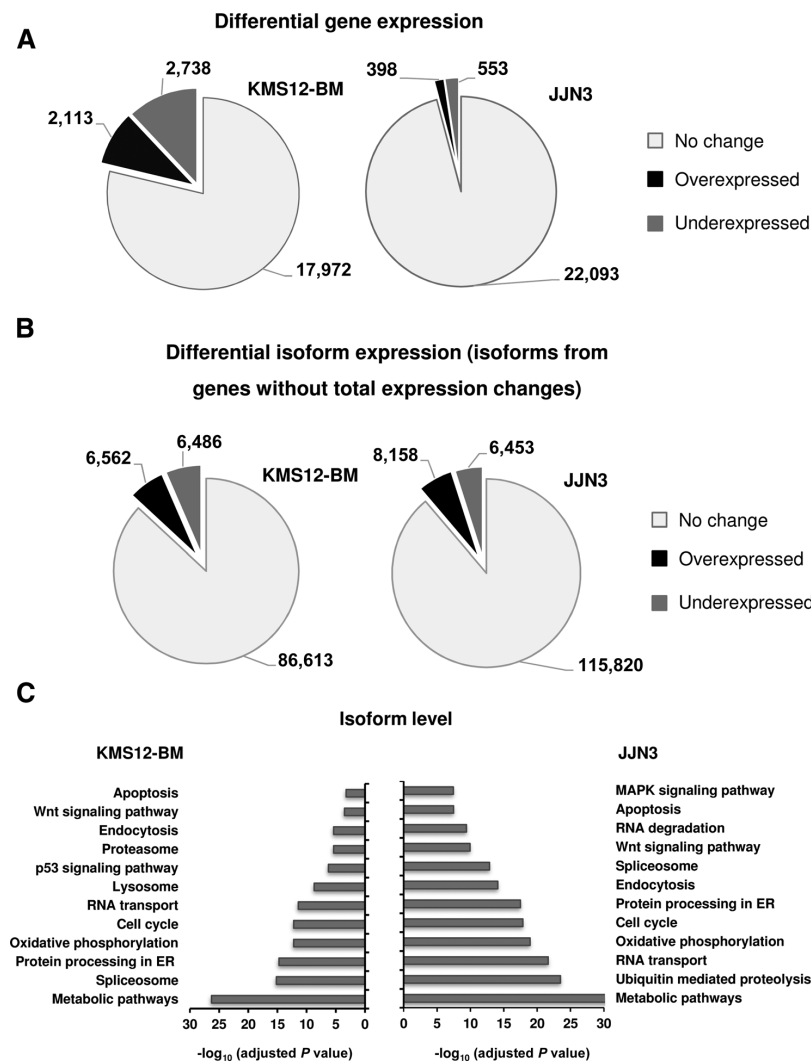 A
Differential gene expression
2,738
KMS12-BM
2,113
17,972
398
553
JJN3
22,093
No change
Overexpressed
Underexpressed
B
Differential isoform expression (isoforms from
genes without total expression changes)
6,562
6,486
KMS12-BM
86,613
8,158
6,453
JJN3
115,820
No change
Overexpressed
Underexpressed
C
Isoform level
KMS12-BM
Apoptosis
Wnt signaling pathway
Endocytosis
Proteasome
p53 signaling pathway
Lysosome
RNA transport
Cell cycle
Oxidative phosphorylation
Protein processing in ER
Spliceosome
Metabolic pathways
30 25 20 15 10 5 0
-log10 (adjusted P value)
JJN3
MAPK signaling pathway
Apoptosis
RNA degradation
Wnt signaling pathway
Spliceosome
Endocytosis
Protein processing in ER
Cell cycle
Oxidative phosphorylation
RNA transport
Ubiquitin mediated proteolysis
Metabolic pathways
0 5 10 15 20 25 30
-log10 (adjusted P value)